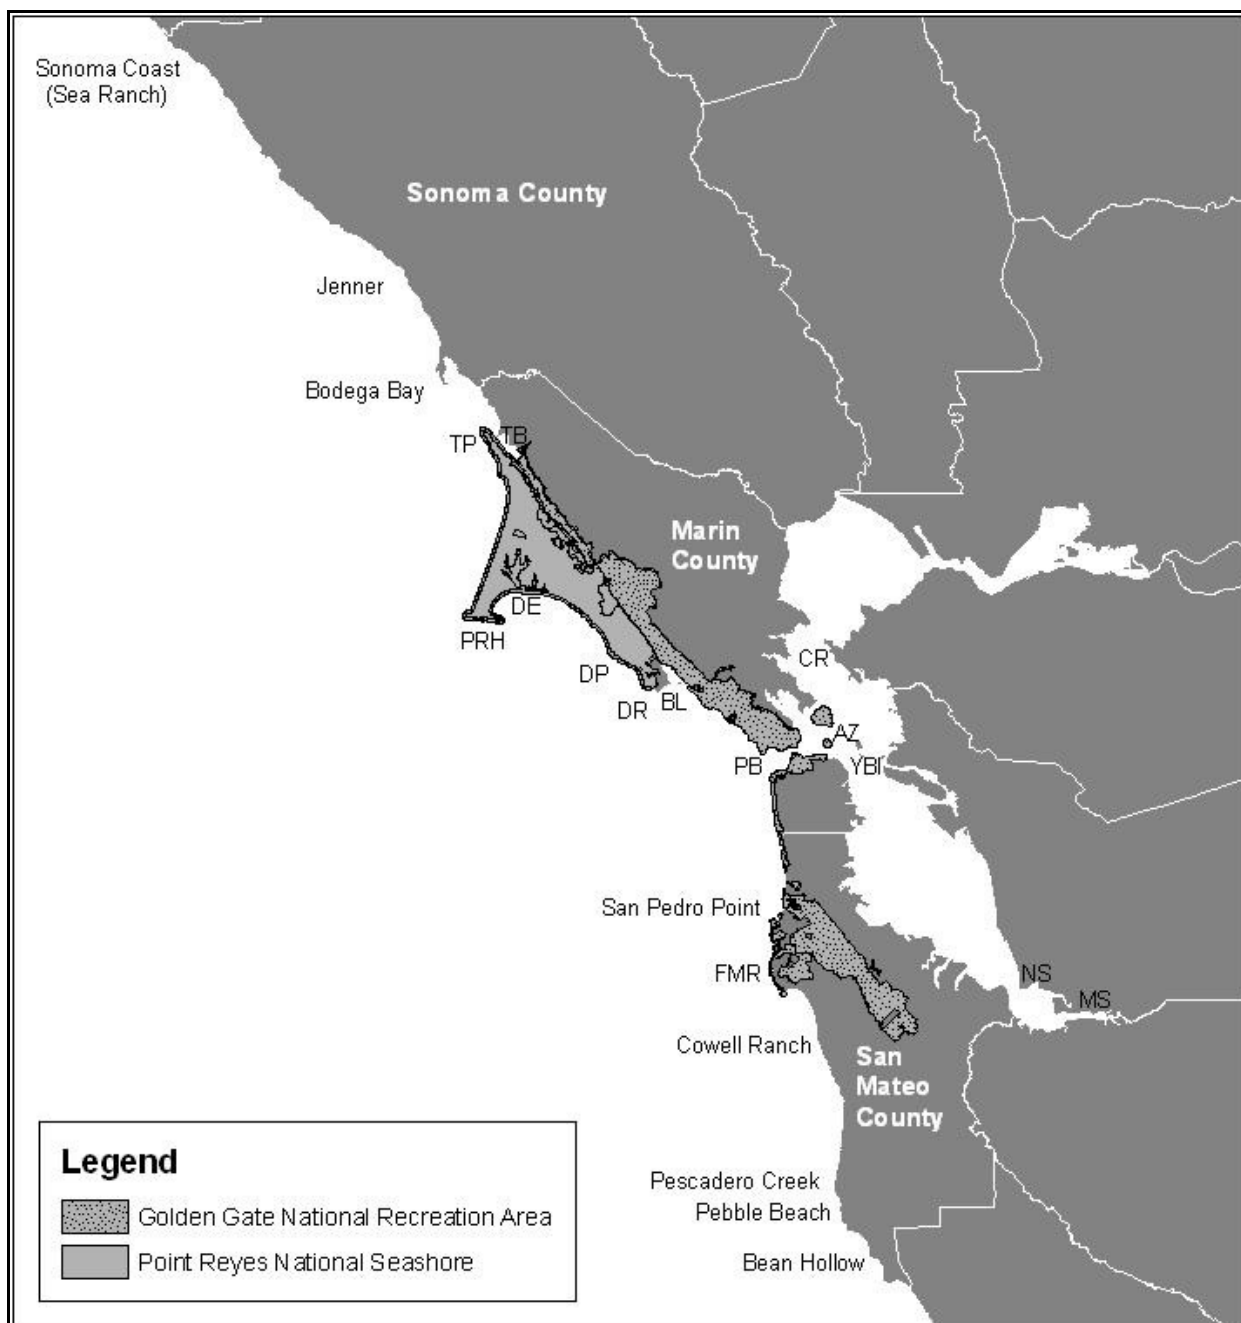 Sonoma Coast
(Sea Ranch)
Sonoma County
Jenner
Bodega Bay
TP
TB
Marin
County
DE
PRH
CR
DP
DR
BL
AZ
PB
YBI
San Pedro Point
FMR
NS
MS
Cowell Ranch
San
Mateo
County
Pescadero Creek
Pebble Beach
Bean Hollow
Legend
Golden Gate National Recreation Area
Point Reyes National Seashore